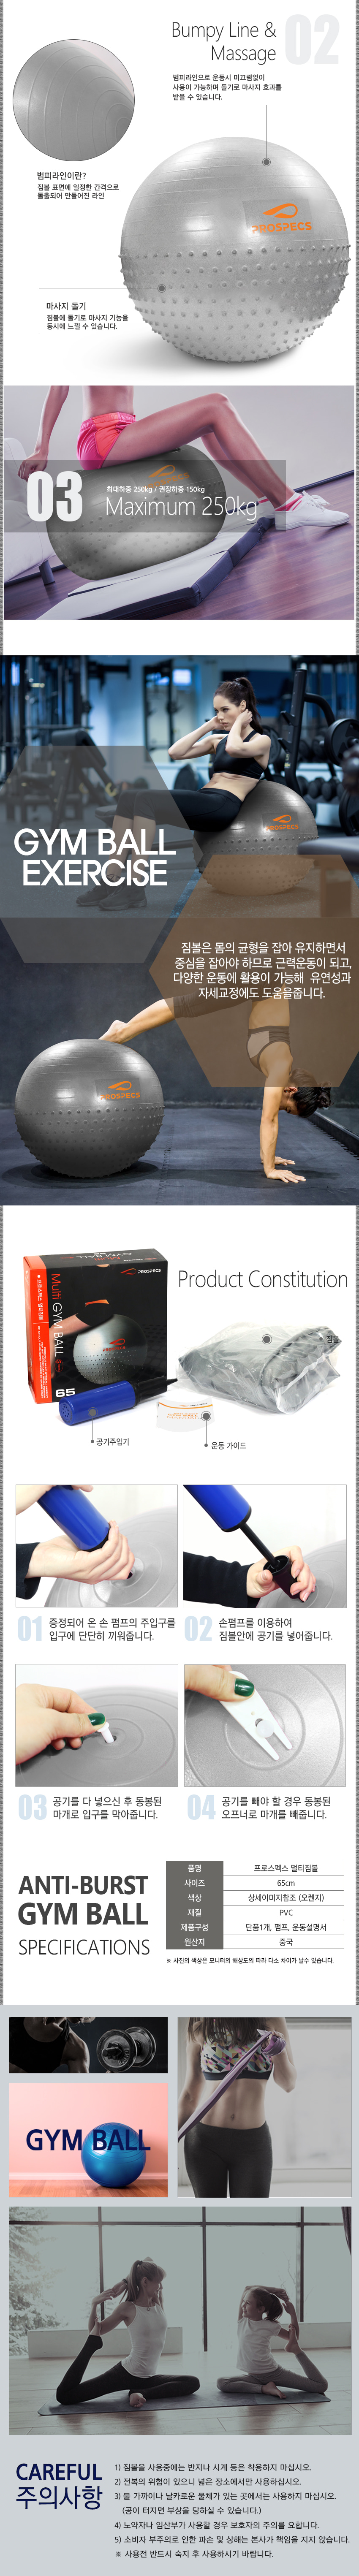 Bumpy Line &
Massage
02
범피라인으로 운동시 미끄럼없이
사용이 가능하며 돌기로 마사지 효과를
받을 수 있습니다.
범피라인이란?
짐볼 표면에 일정한 간격으로
돌출되어 만들어진 라인
PROSPECS
마사지 돌기
짐볼에 돌기로 마사지 기능을
동시에 느낄 수 있습니다.
03
최대하중 250kg / 권장하중 150kg
Maximum 250kg
PROSPECS
GYM BALL
EXERCISE
짐볼은 몸의 균형을 잡아 유지하면서
중심을 잡아야 하므로 근력운동이 되고,
다양한 운동에 활용이 가능해 유연성과
자세교정에도 도움을줍니다.
PROSPECS
Product Constitution
PROSPECS
Multi GYM BALL
65
짐볼
공기주입기
운동 가이드
01 증정되어 온 손 펌프의 주입구를
입구에 단단히 끼워줍니다.
02 손펌프를 이용하여
짐볼안에 공기를 넣어줍니다.
03 공기를 다 넣으신 후 동봉된
마개로 입구를 막아줍니다.
04 공기를 빼야 할 경우 동봉된
오프너로 마개를 빼줍니다.
ANTI-BURST
GYM BALL
SPECIFICATIONS
품명 프로스펙스 멀티짐볼
사이즈 65cm
색상 상세이미지참조 (오렌지)
재질 PVC
제품구성 단품1개, 펌프, 운동설명서
원산지 중국
※ 사진의 색상은 모니터의 해상도의 따라 다소 차이가 날수 있습니다.
GYM BALL
CAREFUL
주의사항
1) 짐볼을 사용중에는 반지나 시계 등은 착용하지 마십시오.
2) 전복의 위험이 있으니 넓은 장소에서만 사용하십시오.
3) 불 가까이나 날카로운 물체가 있는 곳에서는 사용하지 마십시오.
(공이 터지면 부상을 당하실 수 있습니다.)
4) 노약자나 임산부가 사용할 경우 보호자의 주의를 요합니다.
5) 소비자 부주의로 인한 파손 및 상해는 본사가 책임을 지지 않습니다.
※ 사용전 반드시 숙지 후 사용하시기 바랍니다.